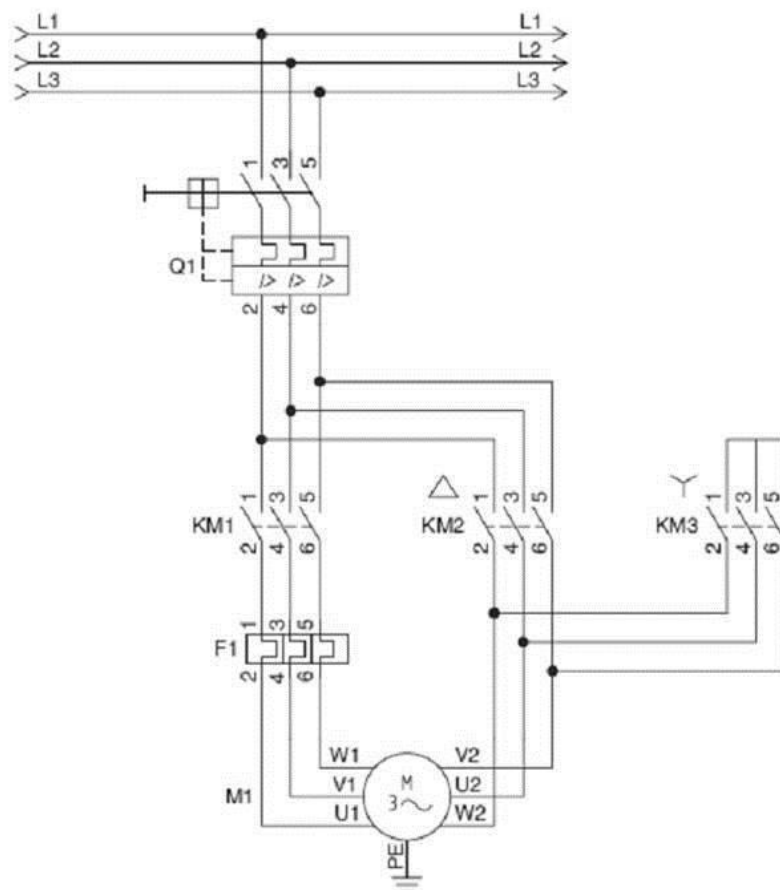 L1 L1
L2 L2
L3 L3
1 3 5
Q1
I> I> I>
2 4 6
KM1 1 3 5
2 4 6
KM2 1 3 5
2 4 6
KM3 1 3 5
2 4 6
F1 1 3 5
2 4 6
W1 V2
M
V1 U2
3
M1 U1 W2
PE